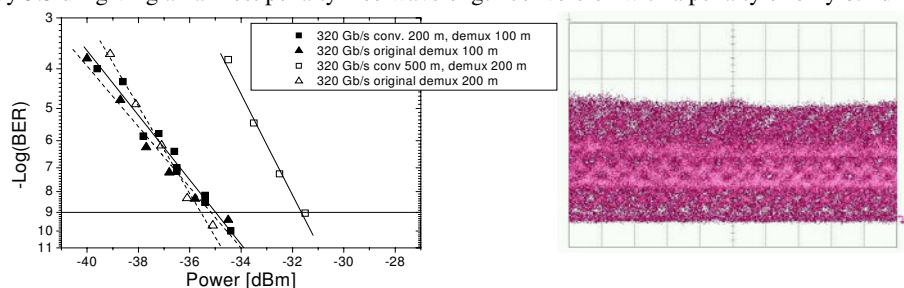 3
320 Gb/s conv. 200 m, demux 100 m
320 Gb/s original demux 100 m
4
320 Gb/s conv 500 m, demux 200 m
320 Gb/s original demux 200 m
5
-Log(BER)
6
7
8
9
10
11
-40 -38 -36 -34 -32 -30 -28
Power [dBm]